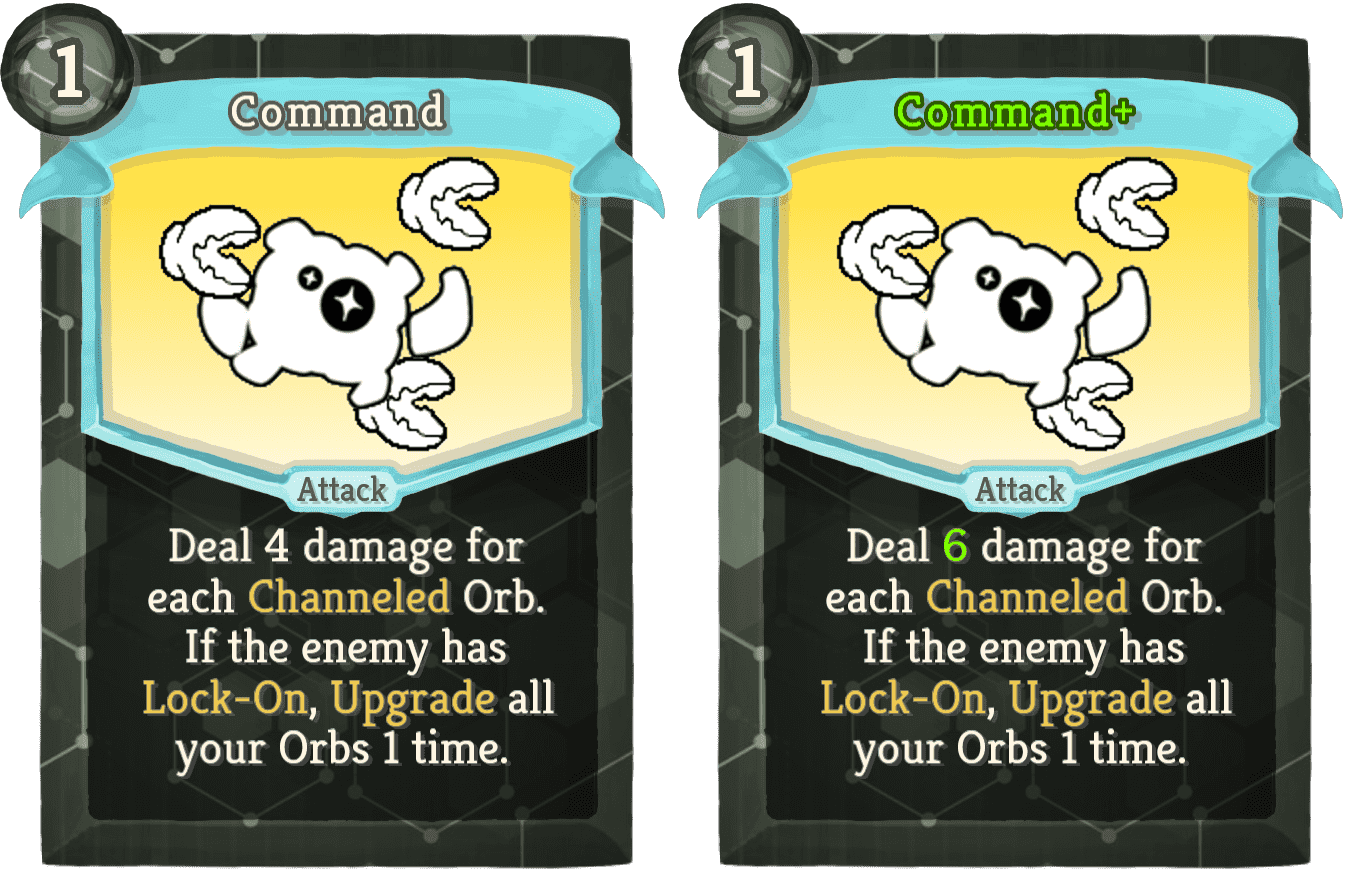 1
Command
Attack
Deal 4 damage for
each Channeled Orb.
If the enemy has
Lock-On, Upgrade all
your Orbs 1 time.
1
Command+
Attack
Deal 6 damage for
each Channeled Orb.
If the enemy has
Lock-On, Upgrade all
your Orbs 1 time.